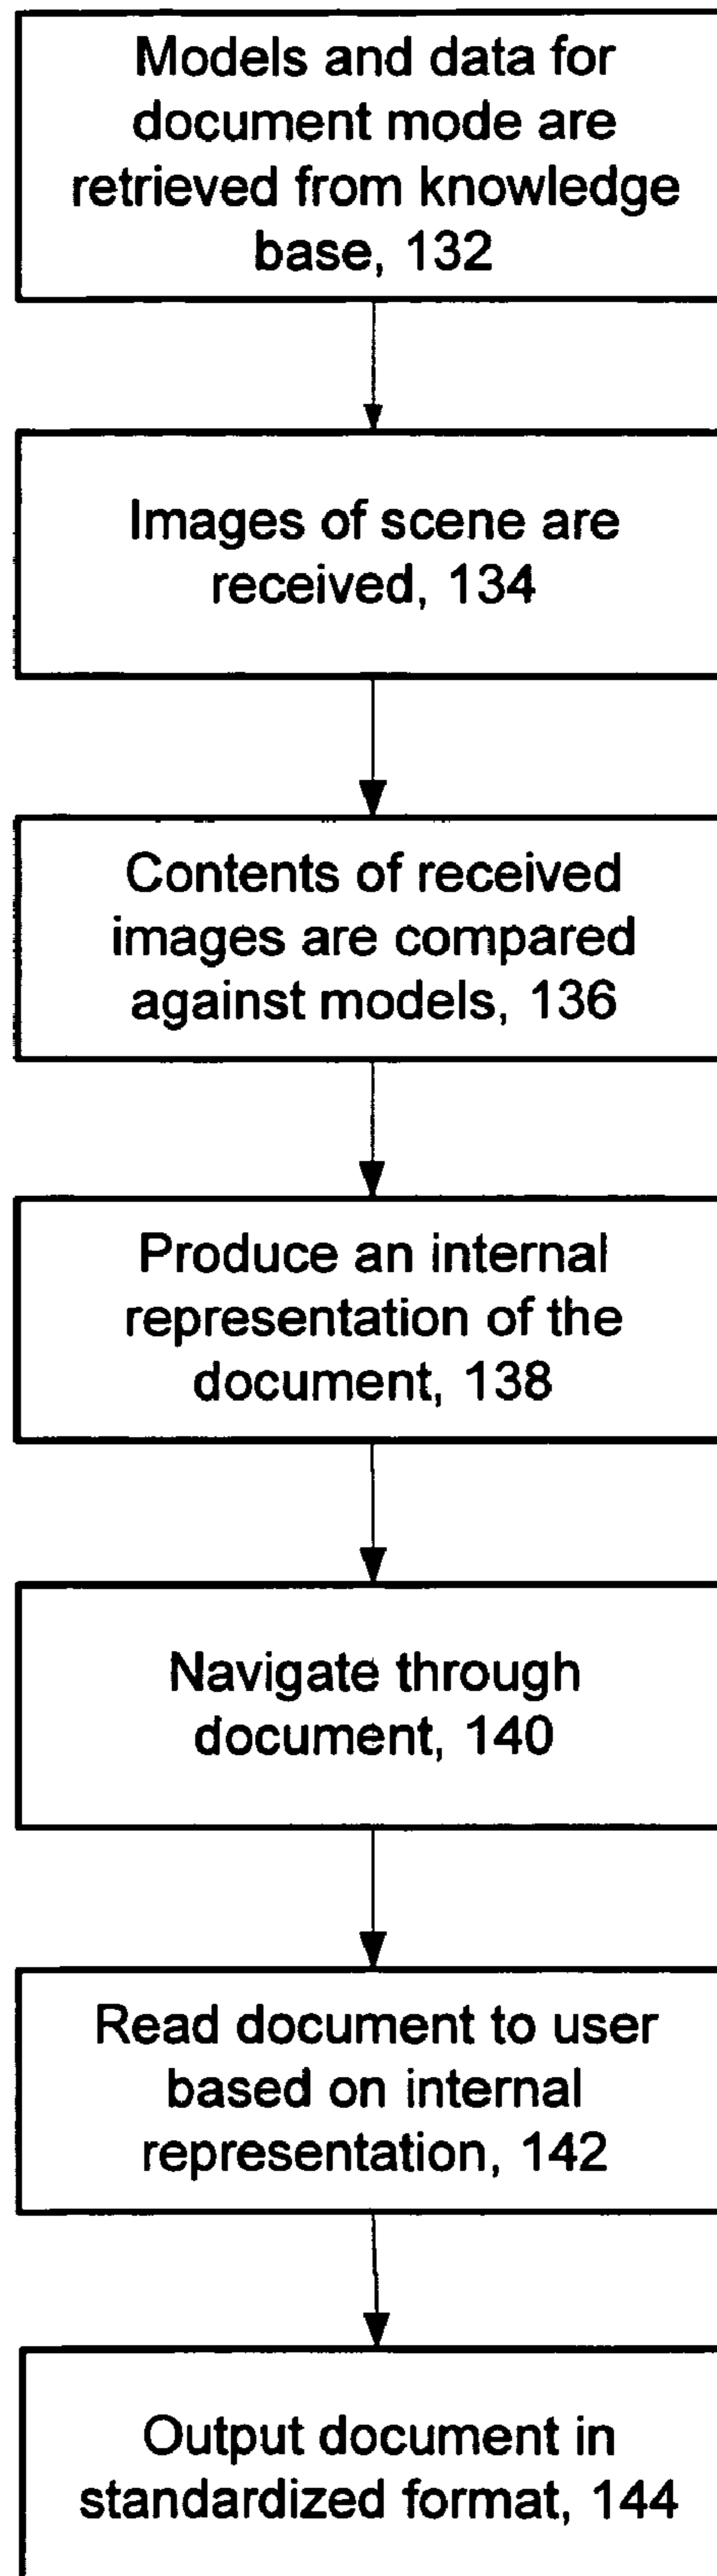 Models and data for
document mode are
retrieved from knowledge
base, 132
Images of scene are
received, 134
Contents of received
images are compared
against models, 136
Produce an internal
representation of the
document, 138
Navigate through
document, 140
Read document to user
based on internal
representation, 142
Output document in
standardized format, 144